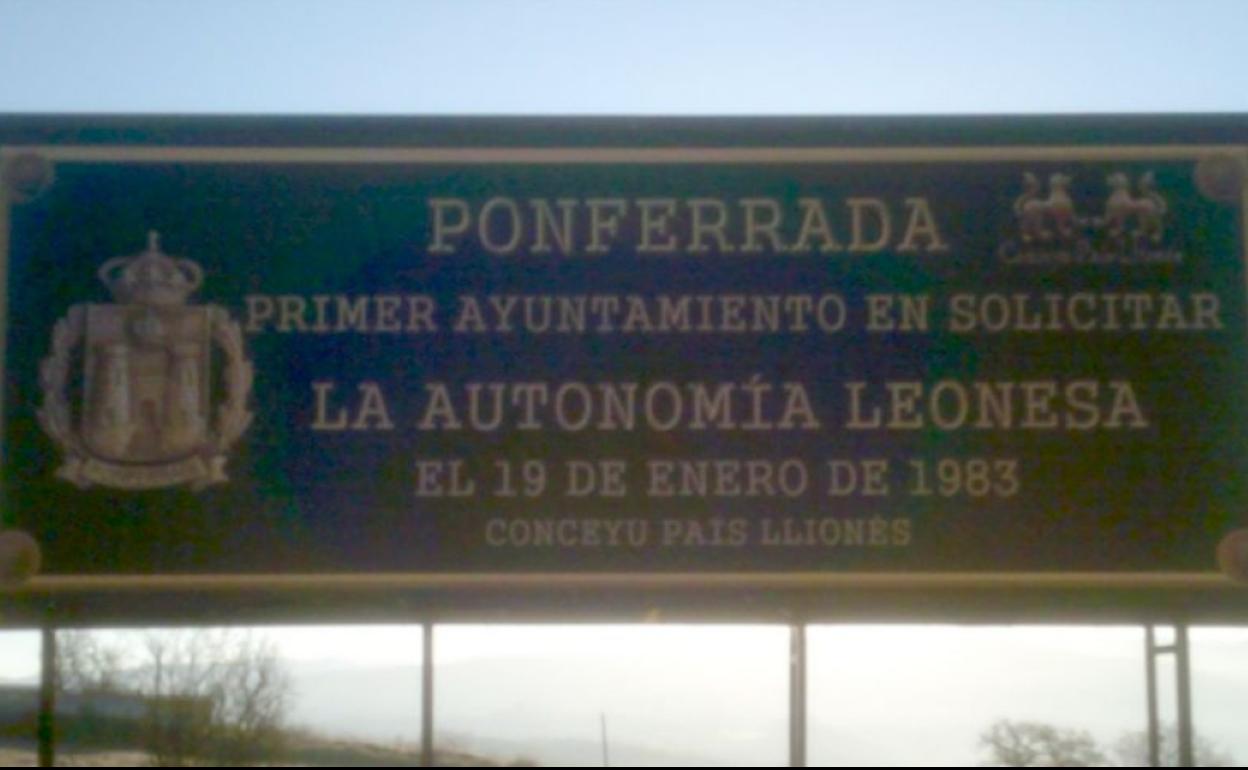 PONFERRADA
PRIMER AYUNTAMIENTO EN SOLICITAR
LA AUTONOMÍA LEONESA
EL 19 DE ENERO DE 1983
CONCEYU PAÍS LLIONÉS